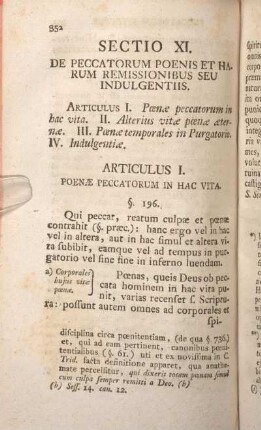 352
SECTIO XI.
DE PECCATORUM POENIS ET HA-
RUM REMISSIONIBUS SEU
INDULGENTIIS.
ARTICULUS I. Pœnæ peccatorum in
hac vita. II. Alterius vitæ pœnæ æter-
næ. III. Pœnæ temporales in Purgatorio.
IV. Indulgentiæ.
ARTICULUS I.
POENÆ PECCATORUM IN HAC VITA.
§. 196.
Qui peccat, reatum culpæ et pœnæ
contrahit (§. præc.): hanc ergo vel in hac
vel in altera, aut in hac simul et altera vi-
ta subibit, eamque vel ad tempus in pur-
gatorio vel sine fine in inferno luendam.
a) Corporales
hujus vitæ
pœnæ.
Pœnas, queis Deus ob pec-
cata hominem in hac vita pu-
nit, varias recenset s. Scriptu-
ra: possunt autem omnes ad corporales et
spi-
disciplina circa pœnitentiam, (de qua §. 736.)
et, qui ad eam pertinent, canonibus pœni-
tentialibus (§. 61.) uti et ex novissima in C.
Trid. facta definitione apparet, qua anathe-
mate percellitur, qui dixerit totam pœnam simul
cum culpa semper remitti a Deo. (b)
(b) Sess. 14. can. 12.